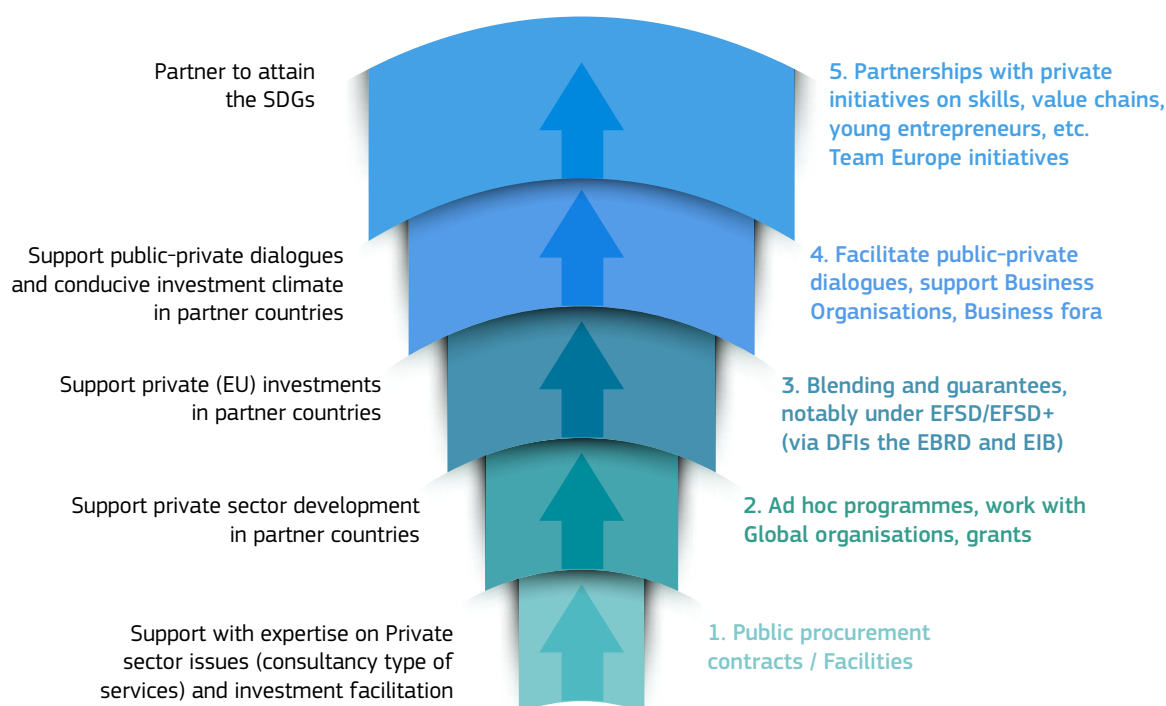 Partner to attain
the SDGs
5. Partnerships with private
initiatives on skills, value chains,
young entrepreneurs, etc.
Team Europe initiatives
Support public-private dialogues
and conducive investment climate
in partner countries
4. Facilitate public-private
dialogues, support Business
Organisations, Business fora
Support private (EU) investments
in partner countries
3. Blending and guarantees,
notably under EFSD/EFSD+
(via DFIs the EBRD and EIB)
Support private sector development
in partner countries
2. Ad hoc programmes, work with
Global organisations, grants
Support with expertise on Private
sector issues (consultancy type of
services) and investment facilitation
1. Public procurement
contracts / Facilities